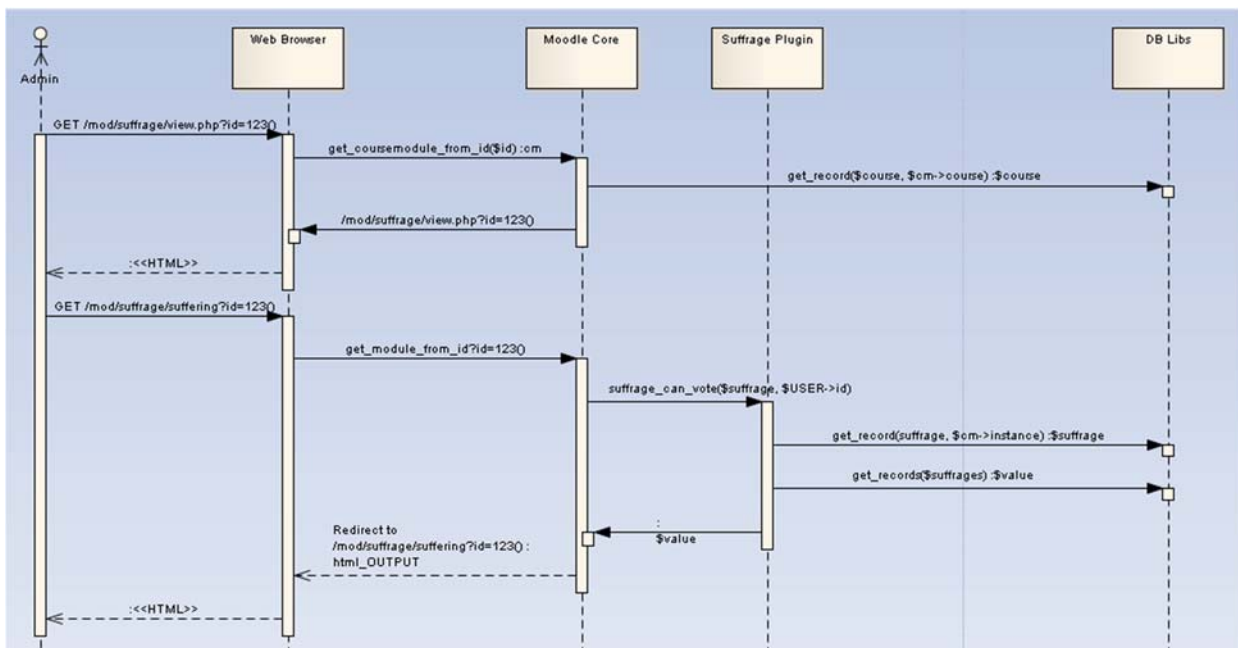 Web Browser
Moodle Core
Suffrage Plugin
DB Libs
Admin
GET /mod/suffrage/view.php?id=123()
get_coursemodule_from_id($id) :cm
get_record($course, $cm->course) :$course
/mod/suffrage/view.php?id=123()
:<<HTML>>
GET /mod/suffrage/suffering?id=123()
get_module_from_id?id=123()
suffrage_can_vote($suffrage, $USER->id)
get_record(suffrage, $cm->instance) :$suffrage
get_records($suffrages) :$value
:
$value
Redirect to
/mod/suffrage/suffering?id=123() :
html_OUTPUT
:<<HTML>>